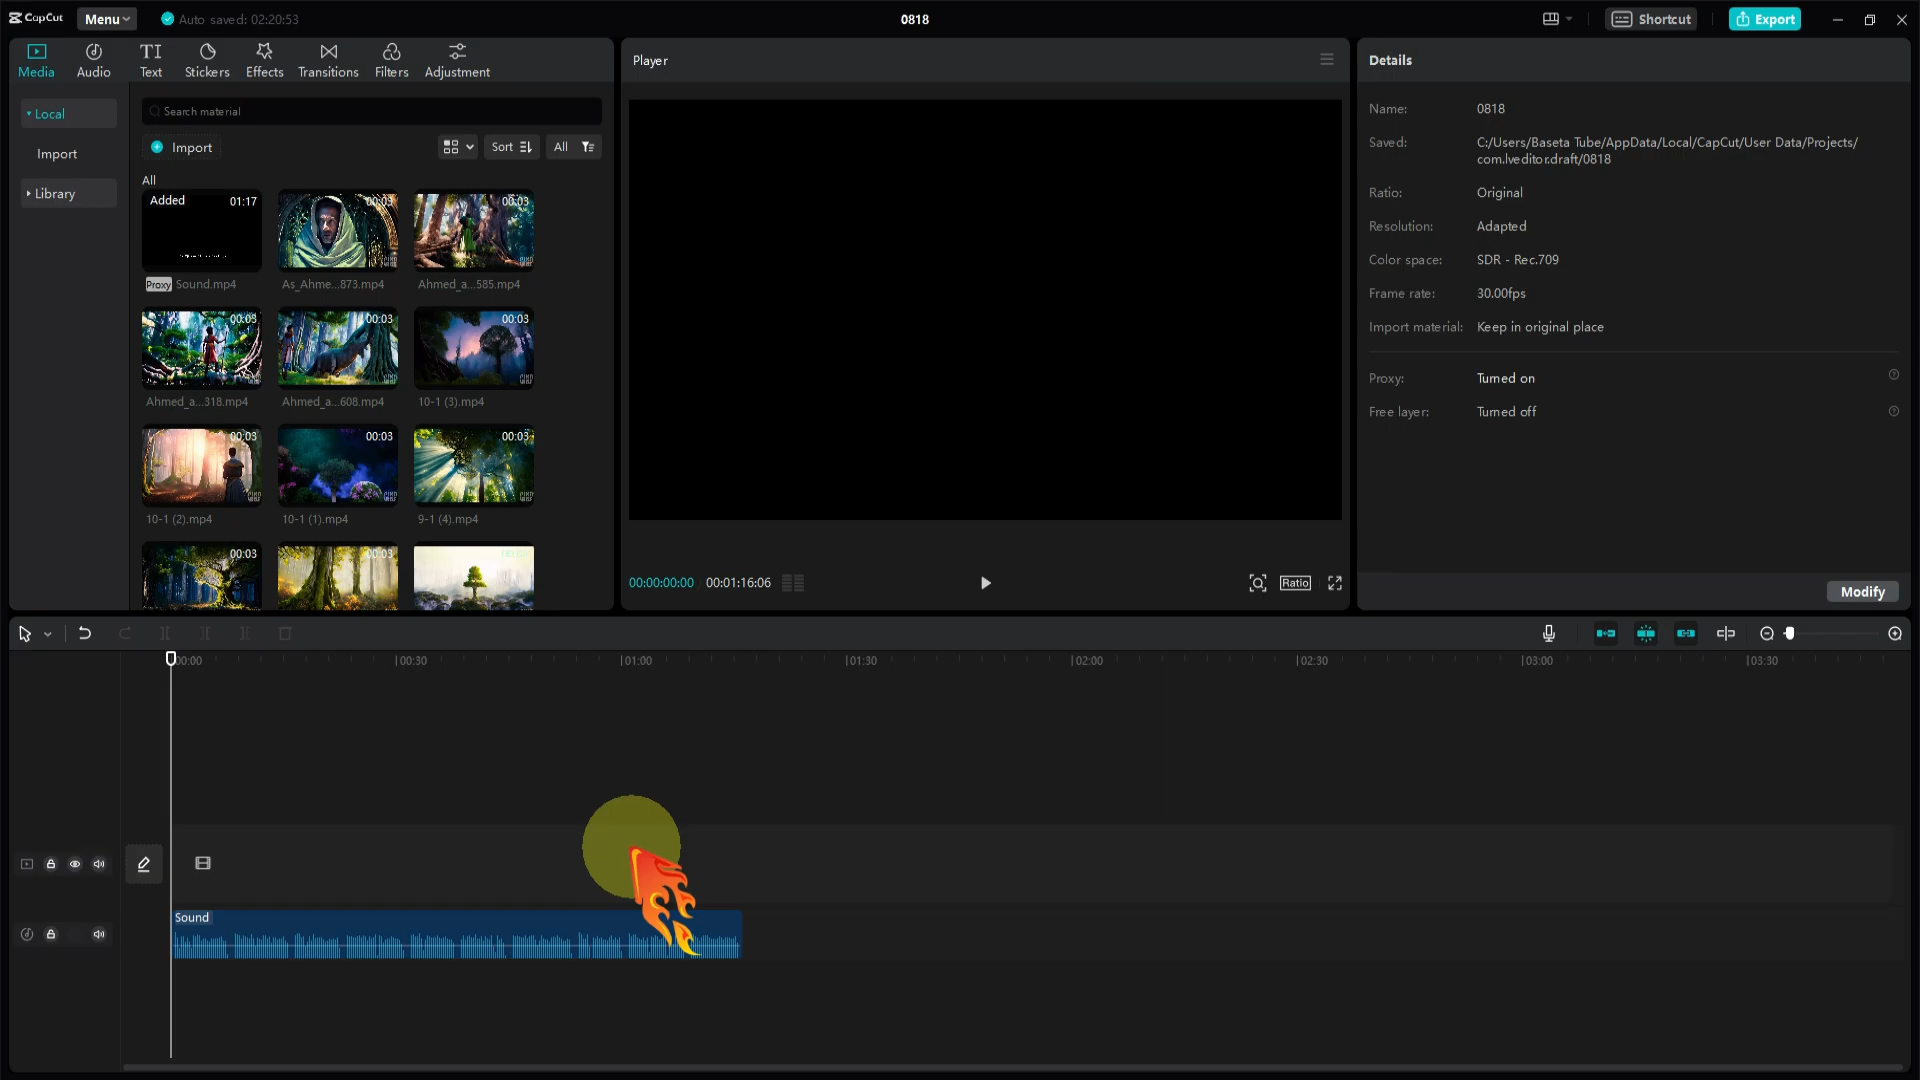 CapCut
Menu
Auto saved: 02:20:53
0818
Shortcut
Export
Media
Audio
TI
Text
Stickers
Effects
Transitions
Filters
Adjustment
Local
Import
Library
Search material
Import
Sort
All
All
Added
01:17
00:03
00:03
Proxy
Sound.mp4
As_Ahme...873.mp4
Ahmed_a...585.mp4
00:03
00:03
00:03
Ahmed_a...318.mp4
Ahmed_a...608.mp4
10-1 (3).mp4
00:03
00:03
00:03
10-1 (2).mp4
10-1 (1).mp4
9-1 (4).mp4
00:03
00:03
Player
00:00:00:00
00:01:16:06
Ratio
Details
Name:
0818
Saved:
C:/Users/Baseta Tube/AppData/Local/CapCut/User Data/Projects/
com.lveditor.draft/0818
Ratio:
Original
Resolution:
Adapted
Color space:
SDR - Rec.709
Frame rate:
30.00fps
Import material:
Keep in original place
Proxy:
Turned on
Free layer:
Turned off
Modify
00:00
00:30
01:00
01:30
02:00
02:30
03:00
03:30
Sound